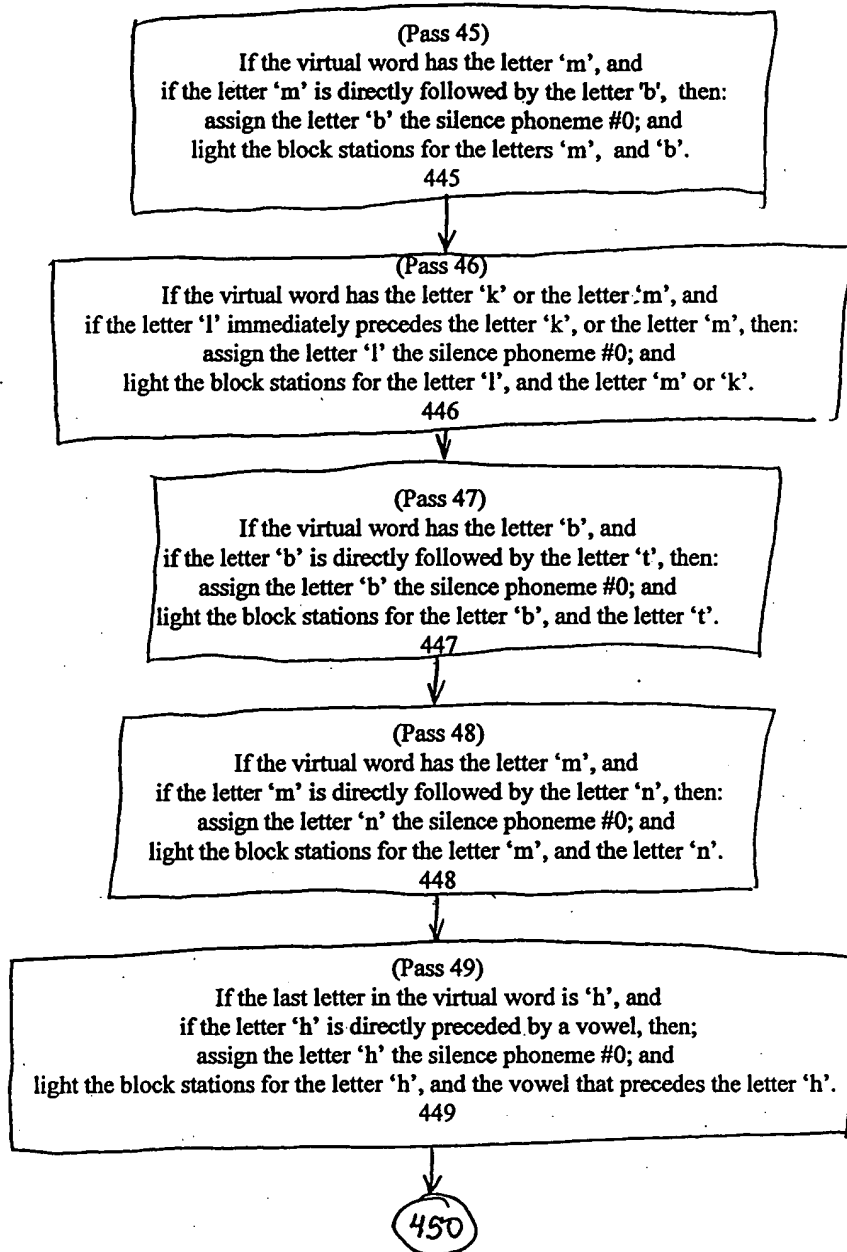 (Pass 45)
If the virtual word has the letter ‘m’, and
if the letter ‘m’ is directly followed by the letter 'b', then:
assign the letter ‘b’ the silence phoneme #0; and
light the block stations for the letters ‘m’, and ‘b’.
445
(Pass 46)
If the virtual word has the letter ‘k’ or the letter ‘m’, and
if the letter ‘l’ immediately precedes the letter ‘k’, or the letter ‘m’, then:
assign the letter ‘l’ the silence phoneme #0; and
light the block stations for the letter ‘l’, and the letter ‘m’ or ‘k’.
446
(Pass 47)
If the virtual word has the letter ‘b’, and
if the letter ‘b’ is directly followed by the letter ‘t’, then:
assign the letter ‘b’ the silence phoneme #0; and
light the block stations for the letter ‘b’, and the letter ‘t’.
447
(Pass 48)
If the virtual word has the letter ‘m’, and
if the letter ‘m’ is directly followed by the letter ‘n’, then:
assign the letter ‘n’ the silence phoneme #0; and
light the block stations for the letter ‘m’, and the letter ‘n’.
448
(Pass 49)
If the last letter in the virtual word is ‘h’, and
if the letter ‘h’ is directly preceded by a vowel, then;
assign the letter ‘h’ the silence phoneme #0; and
light the block stations for the letter ‘h’, and the vowel that precedes the letter ‘h’.
449
450